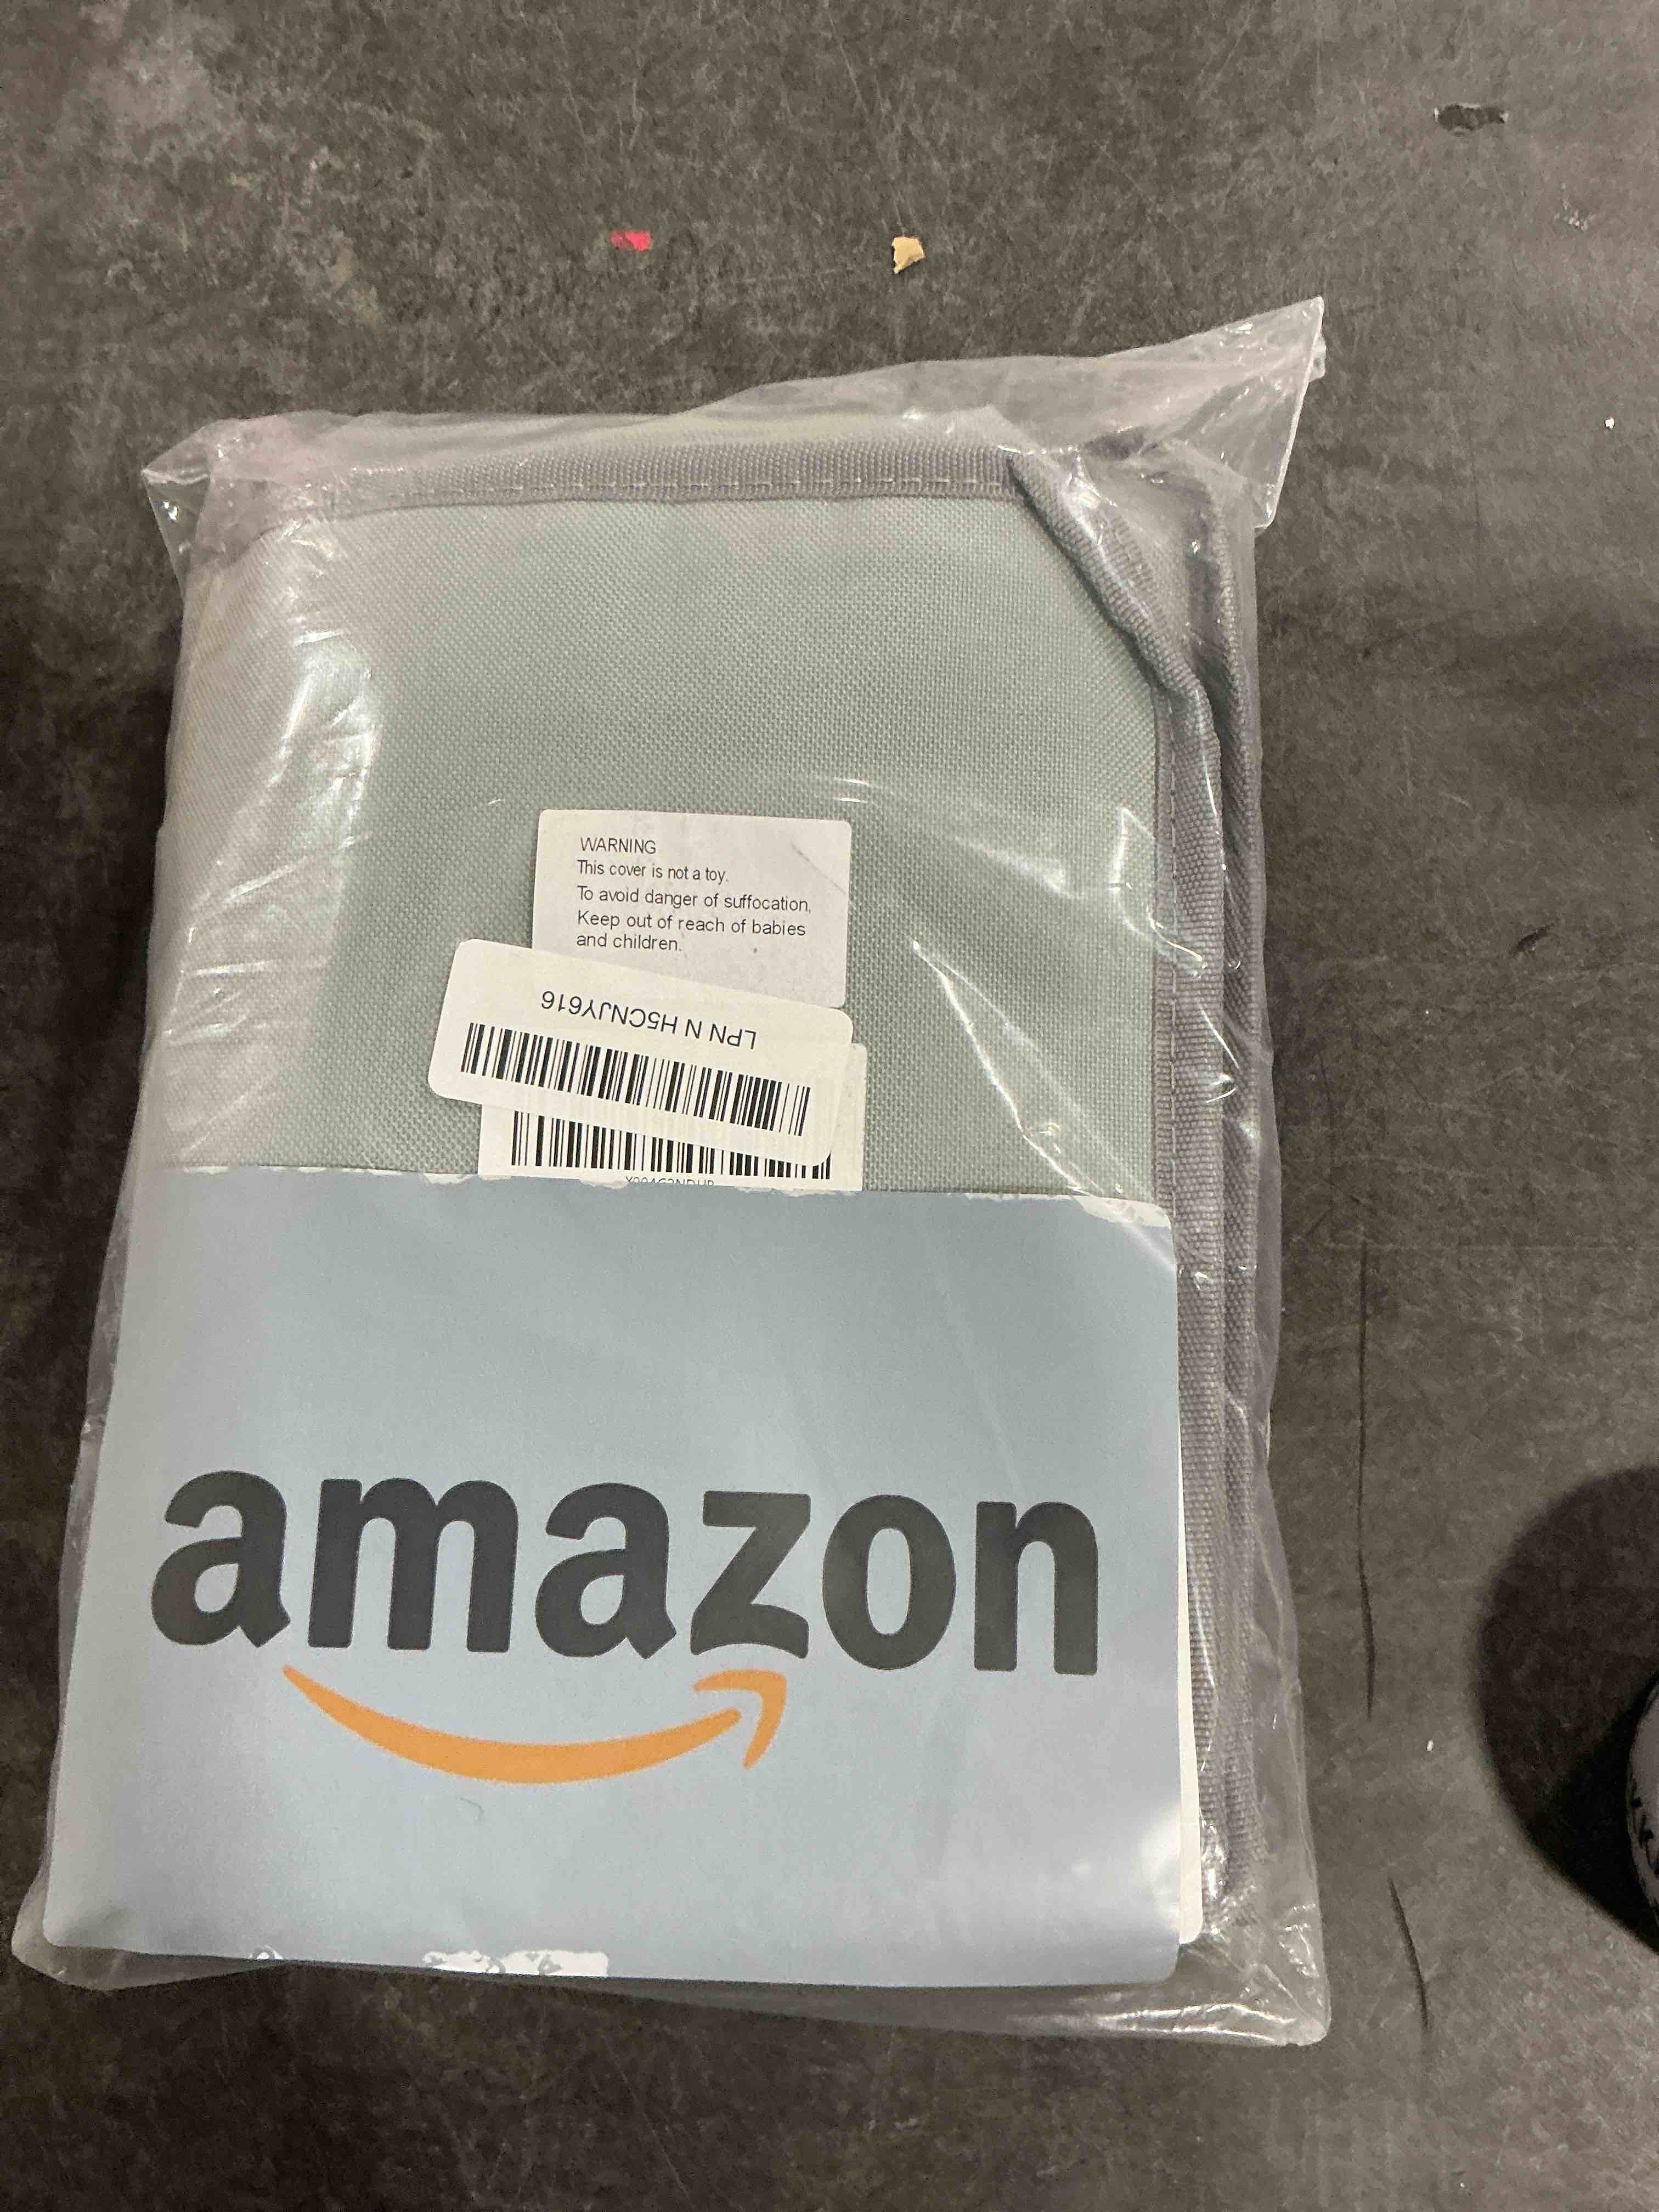 WARNING
This cover is not a toy.
To avoid danger of suffocation,
Keep out of reach of babies
and children.
LPN N H5CNJY616
amazon